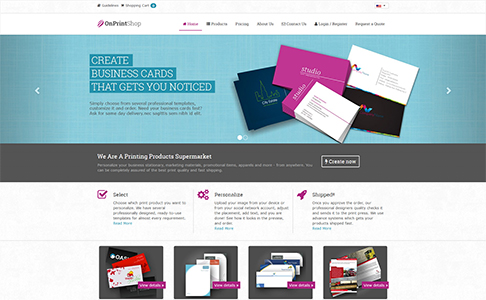 Guidelines Shopping Cart 0
OnPrintShop
Home Products Pricing About Us Contact Us Login / Register Request a Quote
CREATE
BUSINESS CARDS
THAT GETS YOU NOTICED
Simply choose from several professional templates,
customize it and order. Need your business cards fast?
Ask for same day delivery,
studio
City Service
studio
We Are A Printing Products Supermarket
Personalize your business stationery, marketing materials, promotional items, apparels and more - from anywhere. You
can be completely assured of the best print quality and fast shipping.
Create now
Select
Choose which print product you want to
personalize. We have several
professionally designed, ready to use
templates for almost every requirement.
Read More
Personalize
Upload your image from your device or
from your social network account, adjust
the placement, add text, and you are
done! See how it looks in the preview,
and order.
Read More
Shipped!
Once you approve the order, our
professional designers quality checks it
and sends it to the print press. We use
advance systems which gets your
products shipped fast.
Read More
View details
View details
View details
View details